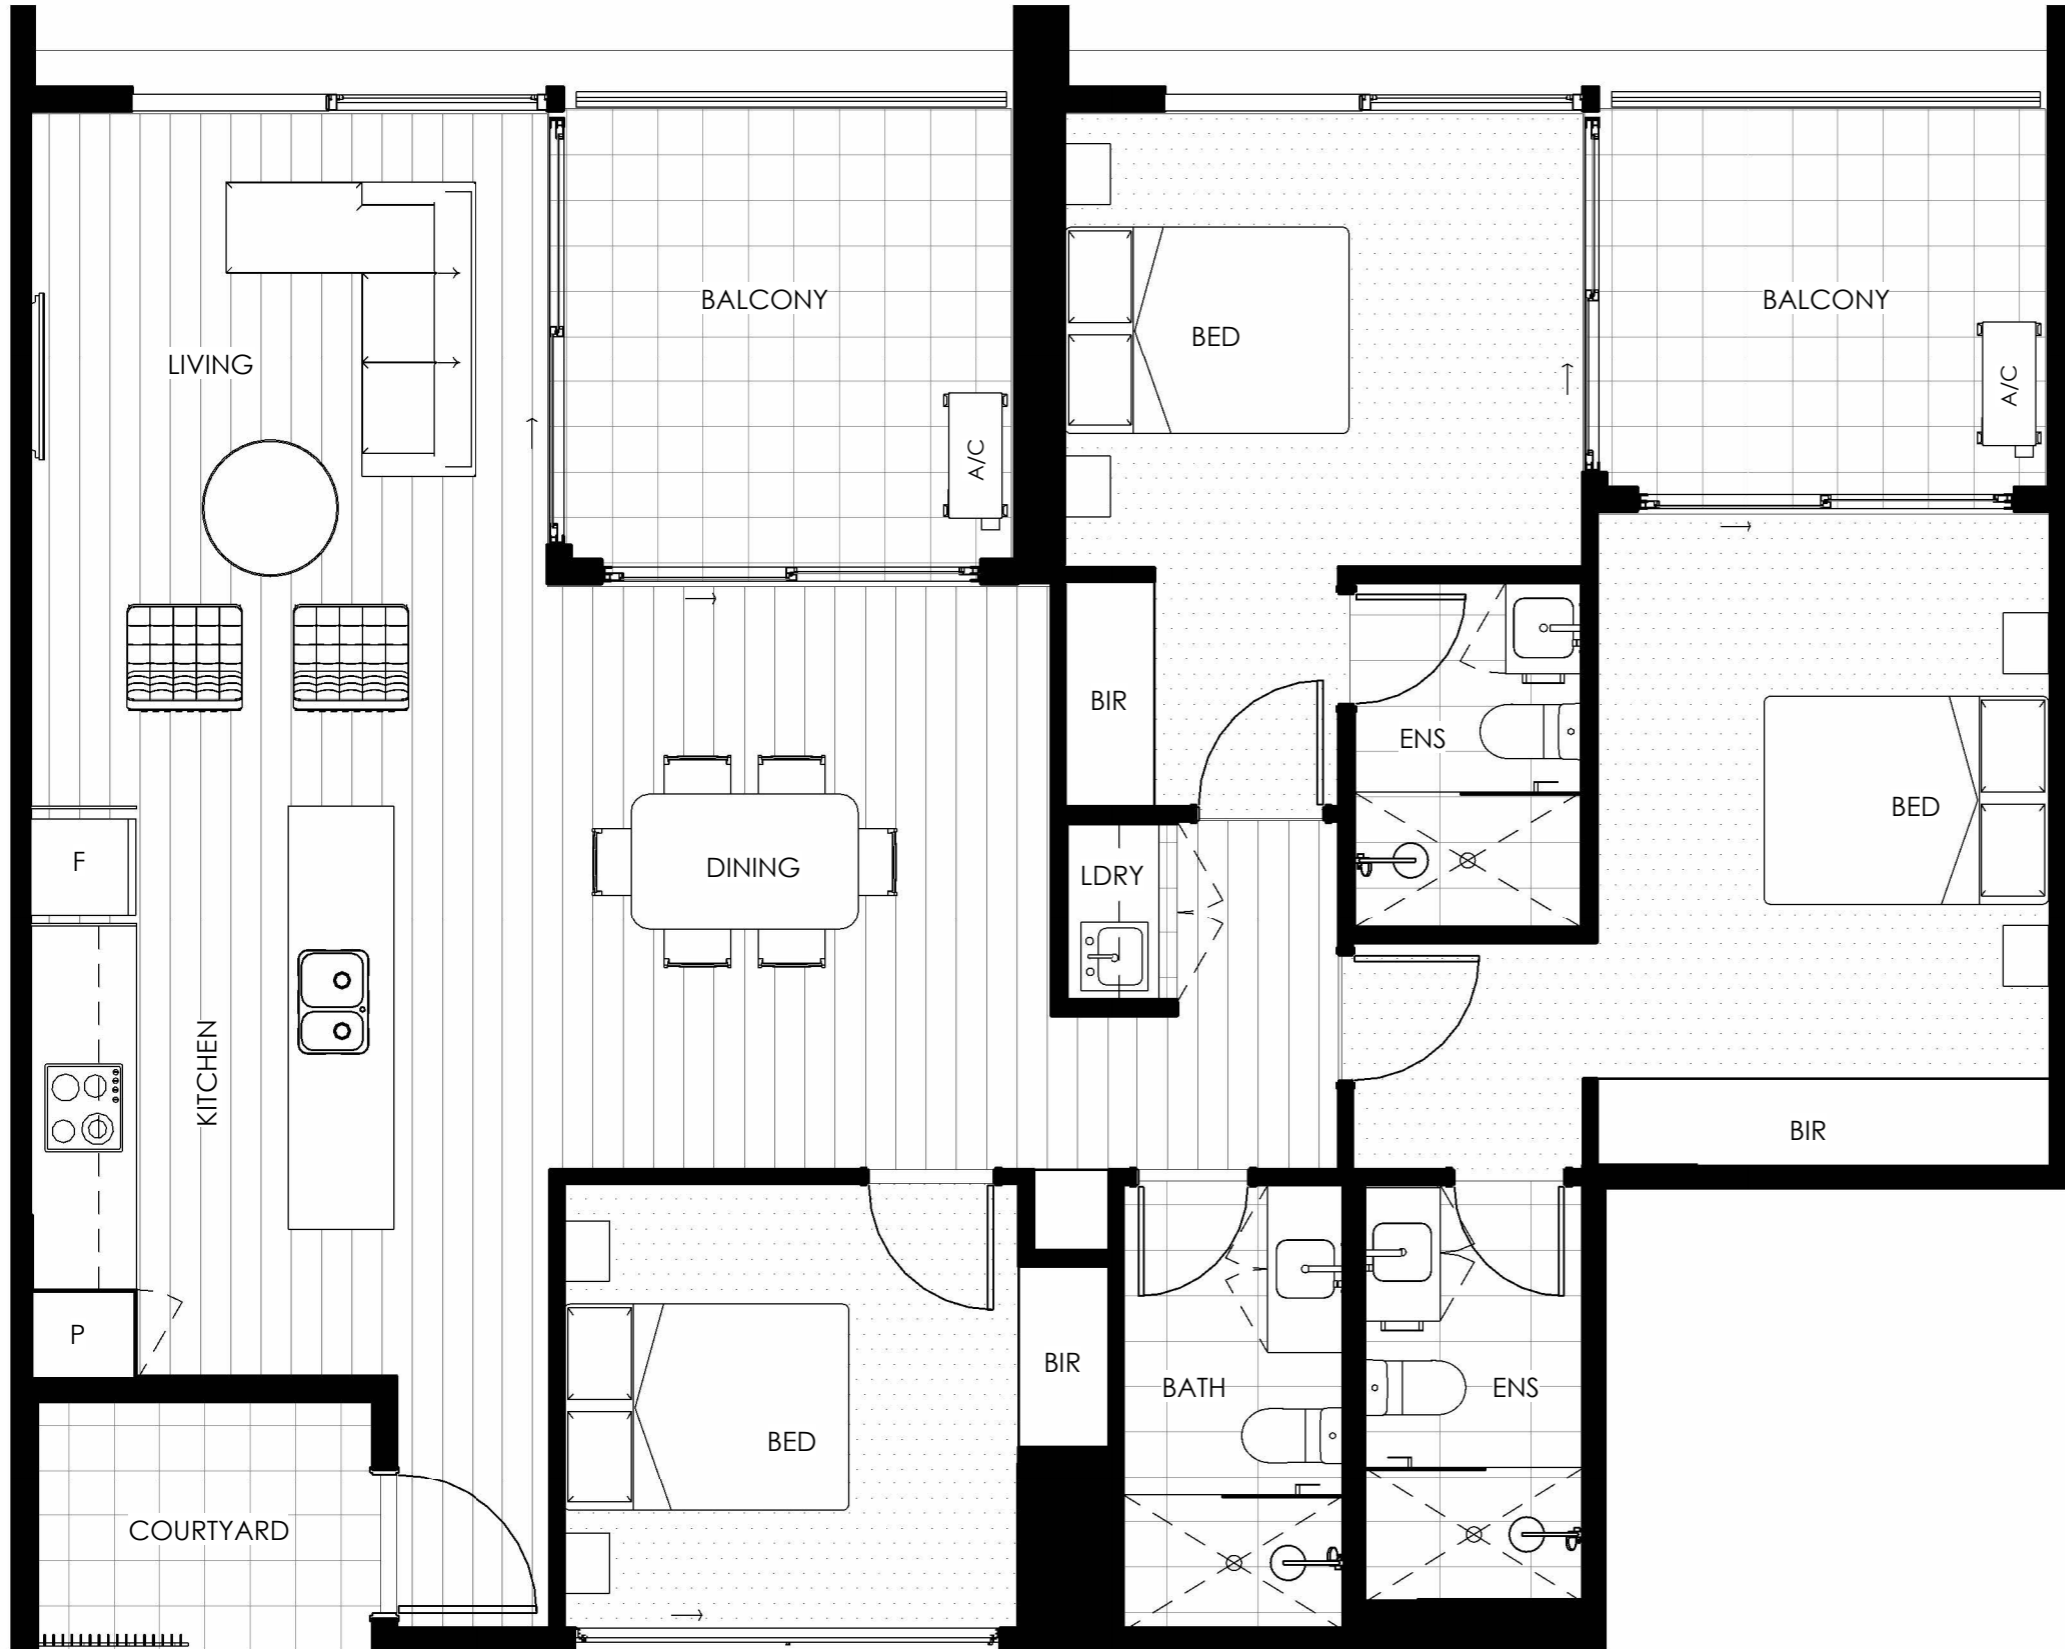 BALCONY
BALCONY
BED
LIVING
A/C
A/C
BIR
ENS
BED
F
DINING
LDRY
KITCHEN
BIR
P
BIR
BATH
ENS
BED
COURTYARD